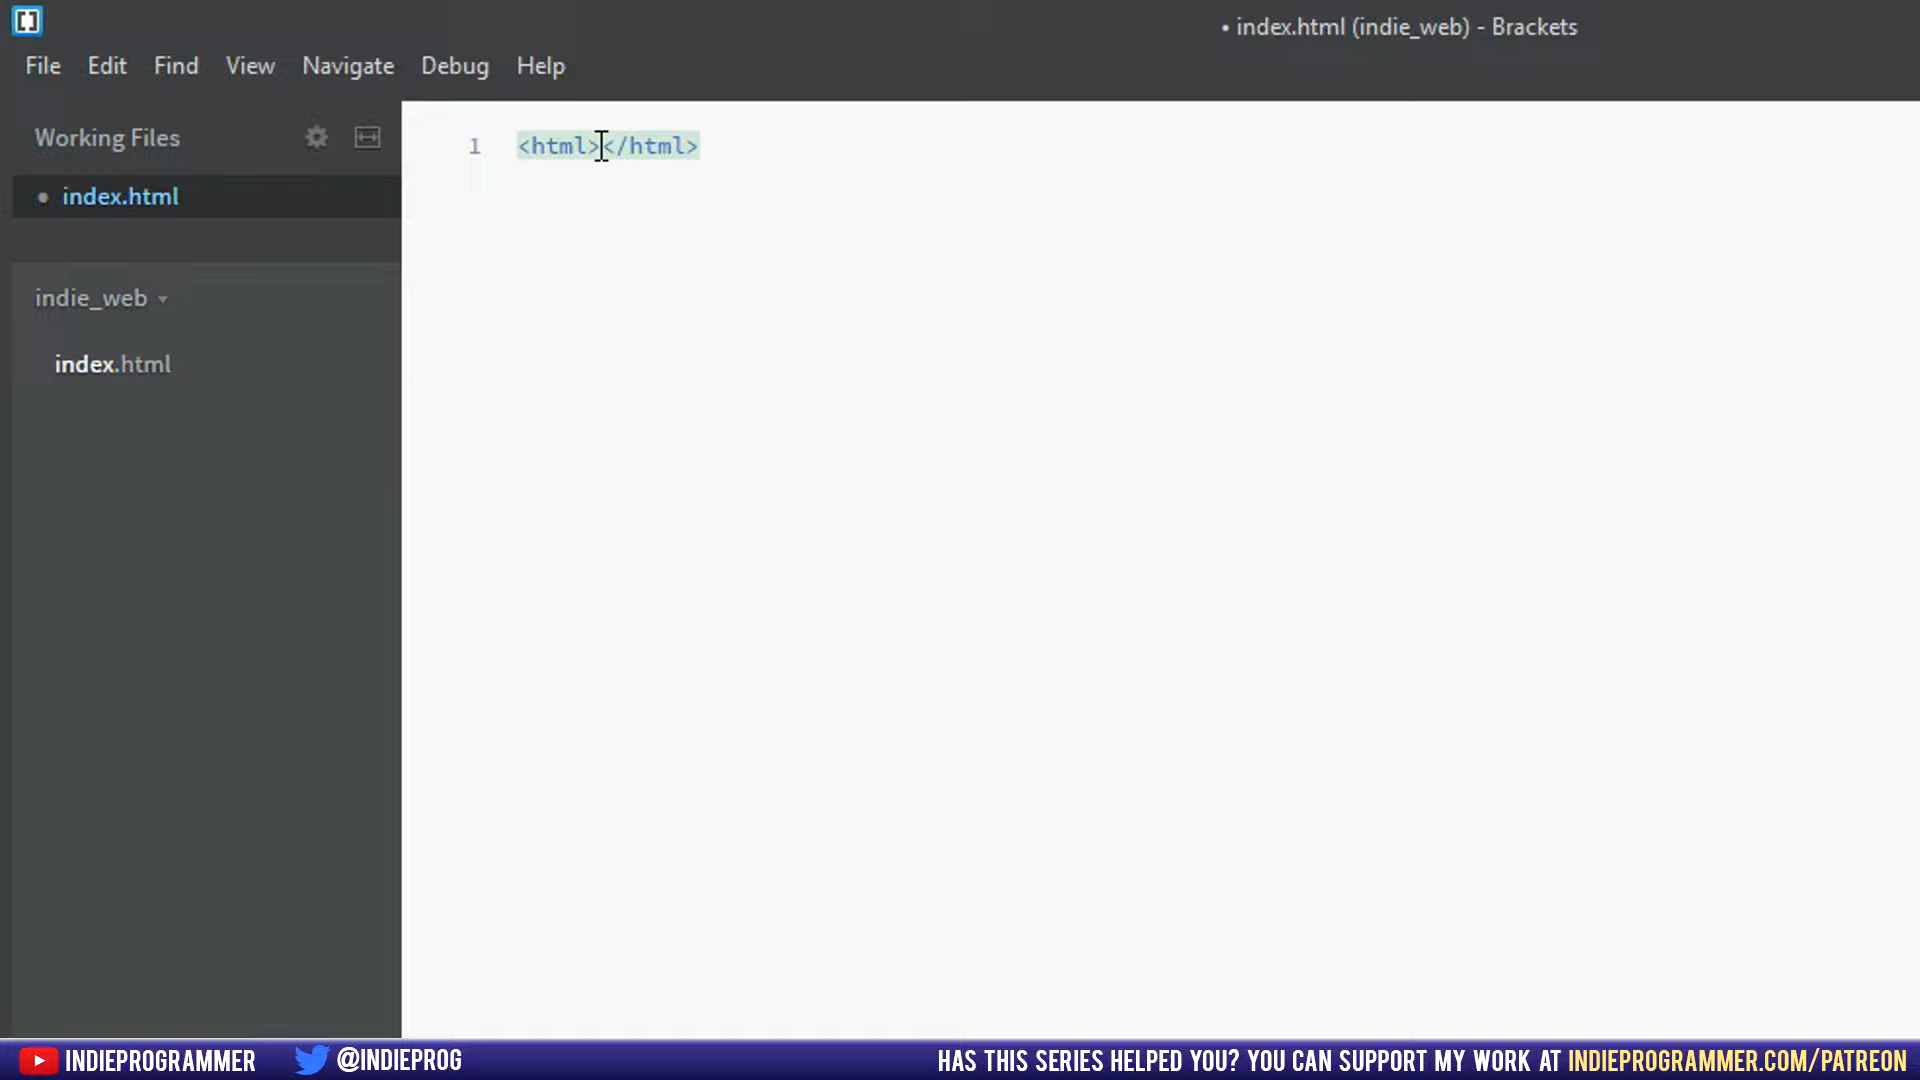 • index.html (indie_web) - Brackets
File Edit Find View Navigate Debug Help
Working Files
• index.html
indie_web
index.html
1 <html></html>
INDIEPROGRAMMER @INDIEPROG HAS THIS SERIES HELPED YOU? YOU CAN SUPPORT MY WORK AT INDIEPROGRAMMER.COM/PATREON